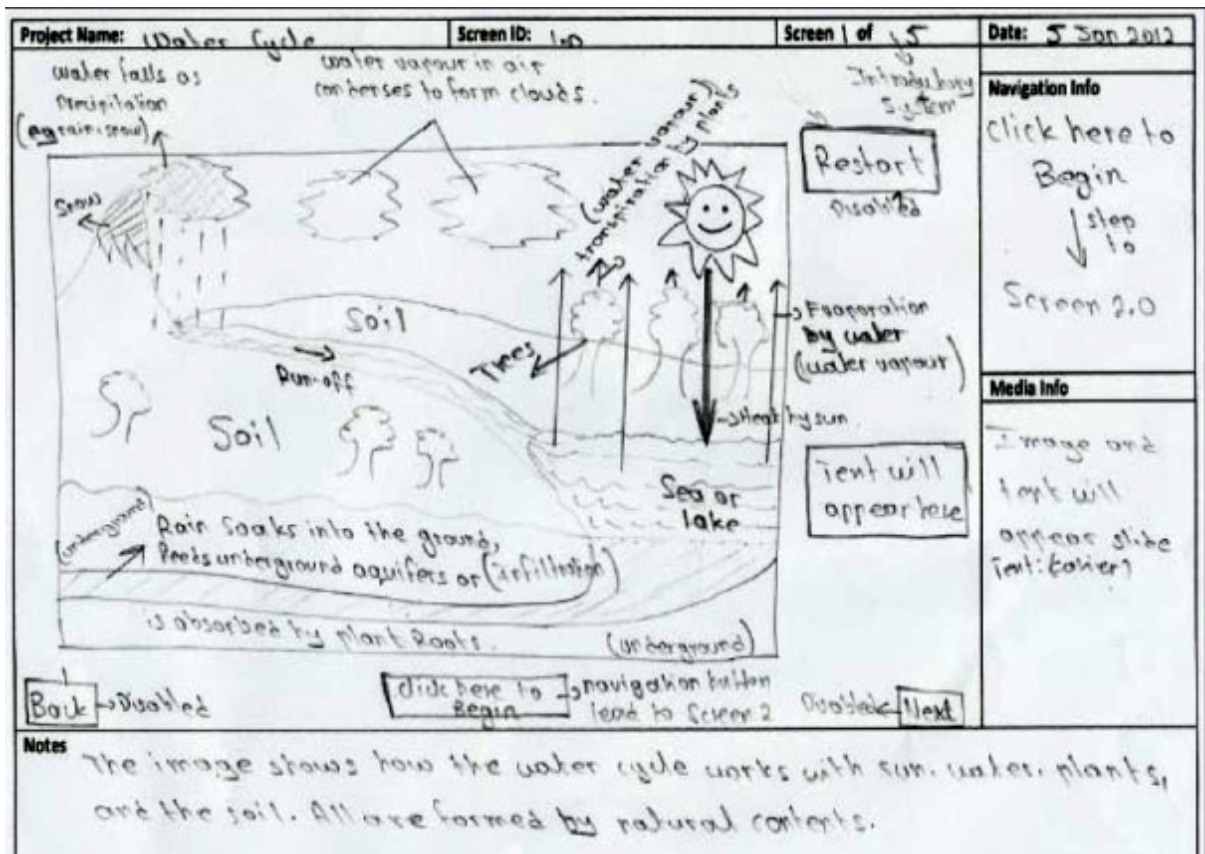 Project Name: Water Cycle
Screen ID: 1.0
Screen 1 of 15
Date: 5 Jan 2012
water falls as
precipitation
(eg rain, snow)
water vapour in air
condenses to form clouds.
Introductory
System
Restart
Disabled
Navigation Info
Click here to
Begin
step
to
Screen 2.0
Snow
(water vapour)
transpiration by plants
Soil
Run-off
Trees
Evaporation
by water
(water vapour)
Heat by sun
Soil
Sea or
lake
Text will
appear here
Media Info
Image and
text will
appear slide
Text:
(underground)
Rain Soaks into the ground,
feeds underground aquifers or (infiltration)
is absorbed by plant Roots.
(underground)
Back
Disabled
Click here to
Begin
navigation button
lead to Screen 2
Disabled
Next
Notes
The image shows how the water cycle works with sun, water, plants,
and the soil. All are formed by natural contents.